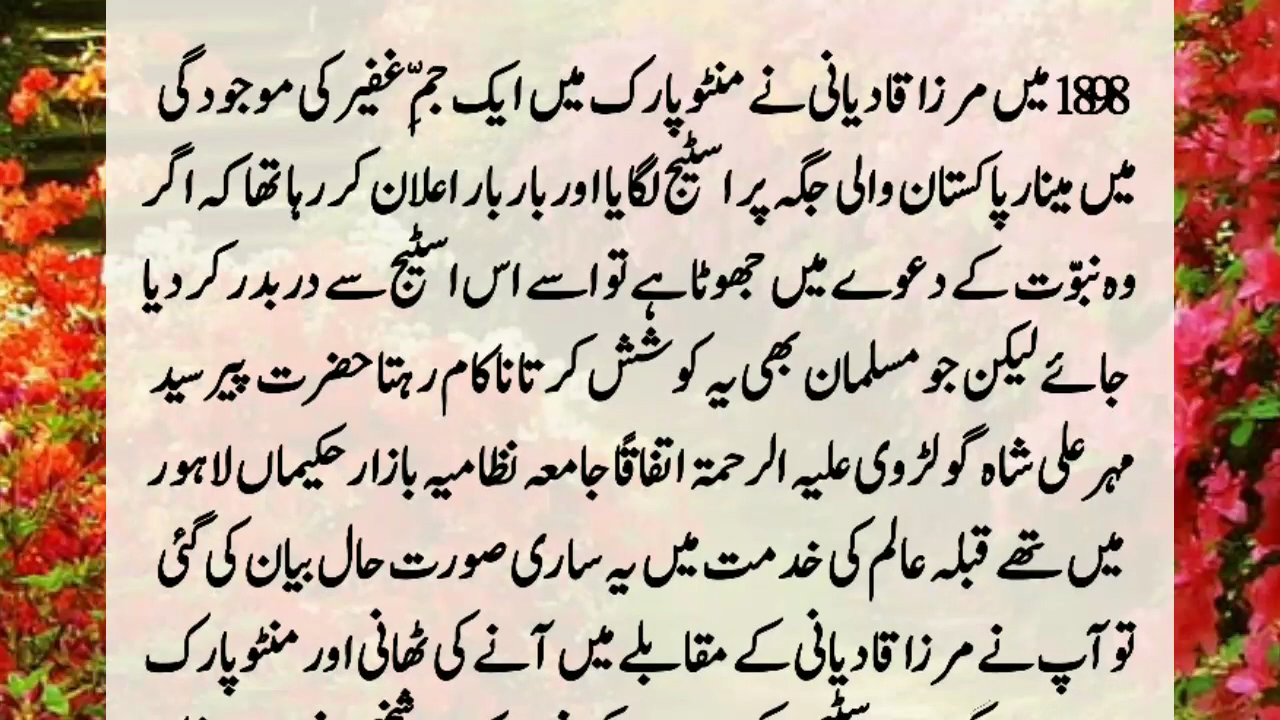 1898 میں مرزا قادیانی نے منٹو پارک میں ایک جمِّ غفیر کی موجودگی
میں مینار پاکستان والی جگہ پر اسٹیج لگایا اور بار بار اعلان کر رہا تھا کہ اگر
وہ نبوّت کے دعوے میں جھوٹا ہے تو اسے اس اسٹیج سے دربدر کر دیا
جائے لیکن جو مسلمان بھی یہ کوشش کرتا ناکام رہتا حضرت پیر سید
مہر علی شاہ گولڑوی علیہ الرحمۃ اتفاقًا جامعہ نظامیہ بازار حکیماں لاہور
میں تھے قبلہ عالم کی خدمت میں یہ ساری صورت حال بیان کی گئی
تو آپ نے مرزا قادیانی کے مقابلے میں آنے کی ٹھانی اور منٹو پارک